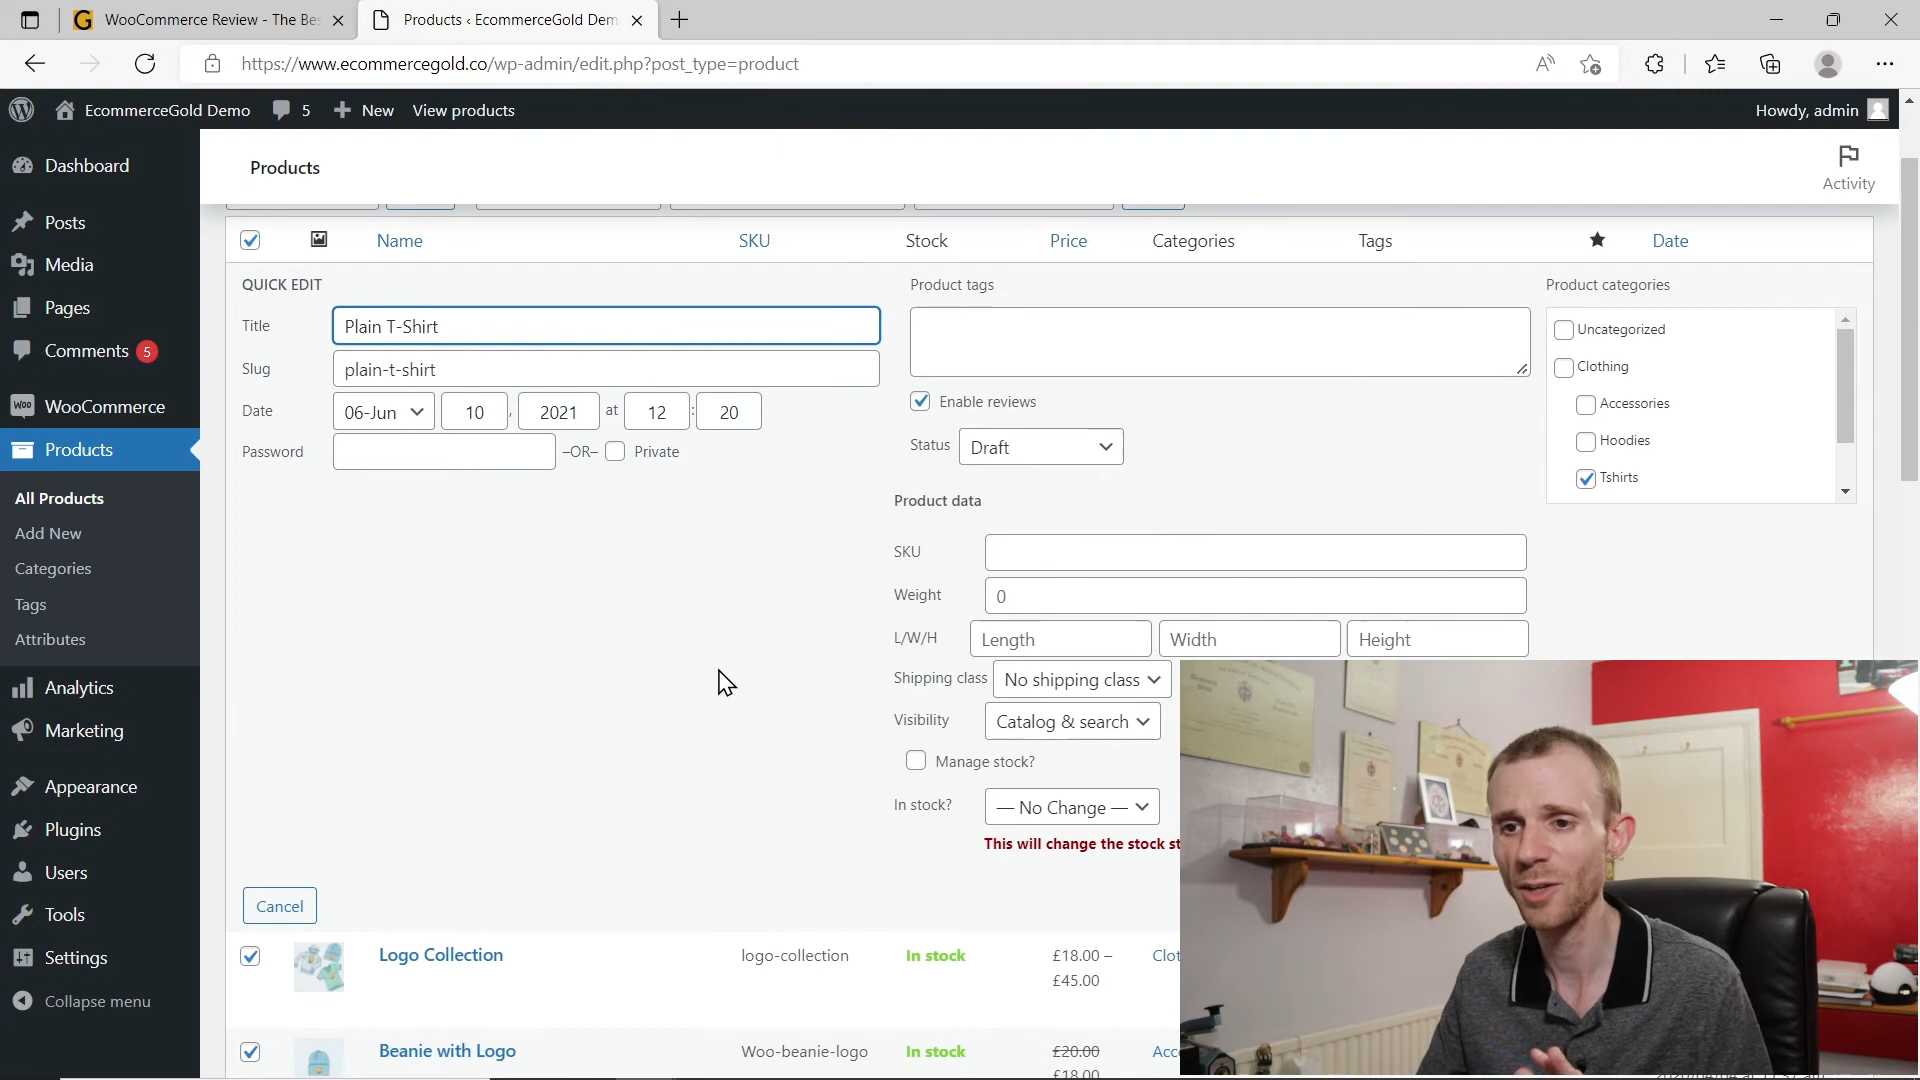 WooCommerce Review - The Bes
Products ‹ EcommerceGold Dem
https://www.ecommercegold.co/wp-admin/edit.php?post_type=product
EcommerceGold Demo 5 New View products Howdy, admin
Dashboard
Posts
Media
Pages
Comments 5
WooCommerce
Products
All Products
Add New
Categories
Tags
Attributes
Analytics
Marketing
Appearance
Plugins
Users
Tools
Settings
Collapse menu
Products
Activity
Name SKU Stock Price Categories Tags Date
QUICK EDIT
Title Plain T-Shirt
Slug plain-t-shirt
Date 06-Jun 10 , 2021 at 12 : 20
Password –OR– Private
Product tags
Enable reviews
Status Draft
Product data
SKU
Weight 0
L/W/H Length Width Height
Shipping class No shipping class
Visibility Catalog & search
Manage stock?
In stock? — No Change —
This will change the stock st
Product categories
Uncategorized
Clothing
Accessories
Hoodies
Tshirts
Cancel
Logo Collection logo-collection In stock £18.00 – Clot
£45.00
Beanie with Logo Woo-beanie-logo In stock £20.00 Acc
£18.00